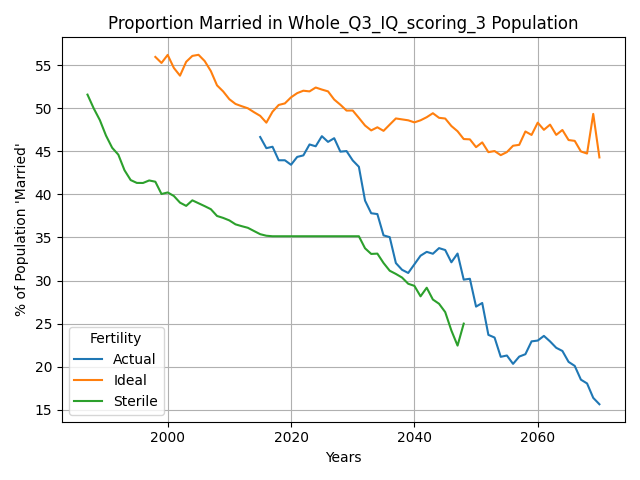 Proportion Married in Whole_Q3_IQ_scoring_3 Population
% of Population 'Married'
55
50
45
40
35
30
25
20
15
Fertility
Actual
Ideal
Sterile
2000
2020
2040
2060
Years